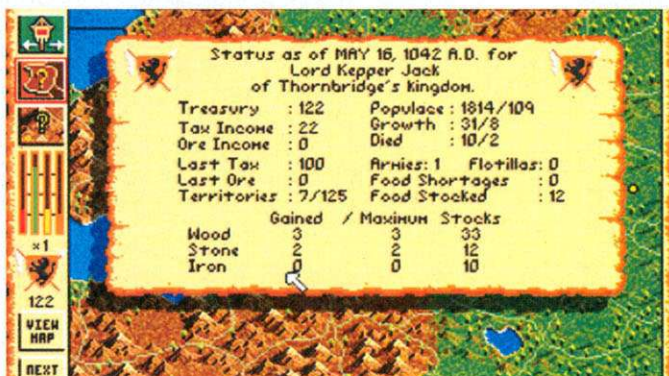 Status as of MAY 16, 1042 A.D. for
Lord Kepper Jack
of Thornbridge's kingdom.
Treasury : 122 Populace : 1814/109
Tax Income : 22 Growth : 31/8
Ore Income : 0 Died : 10/2
Last Tax : 100 Armies: 1 Flotillas: 0
Last Ore : 0 Food Shortages : 0
Territories : 7/125 Food Stocked : 12
Gained / Maximum Stocks
Wood 3 3 33
Stone 2 2 12
Iron 0 0 10
×1
122
VIEW
MAP
NEXT